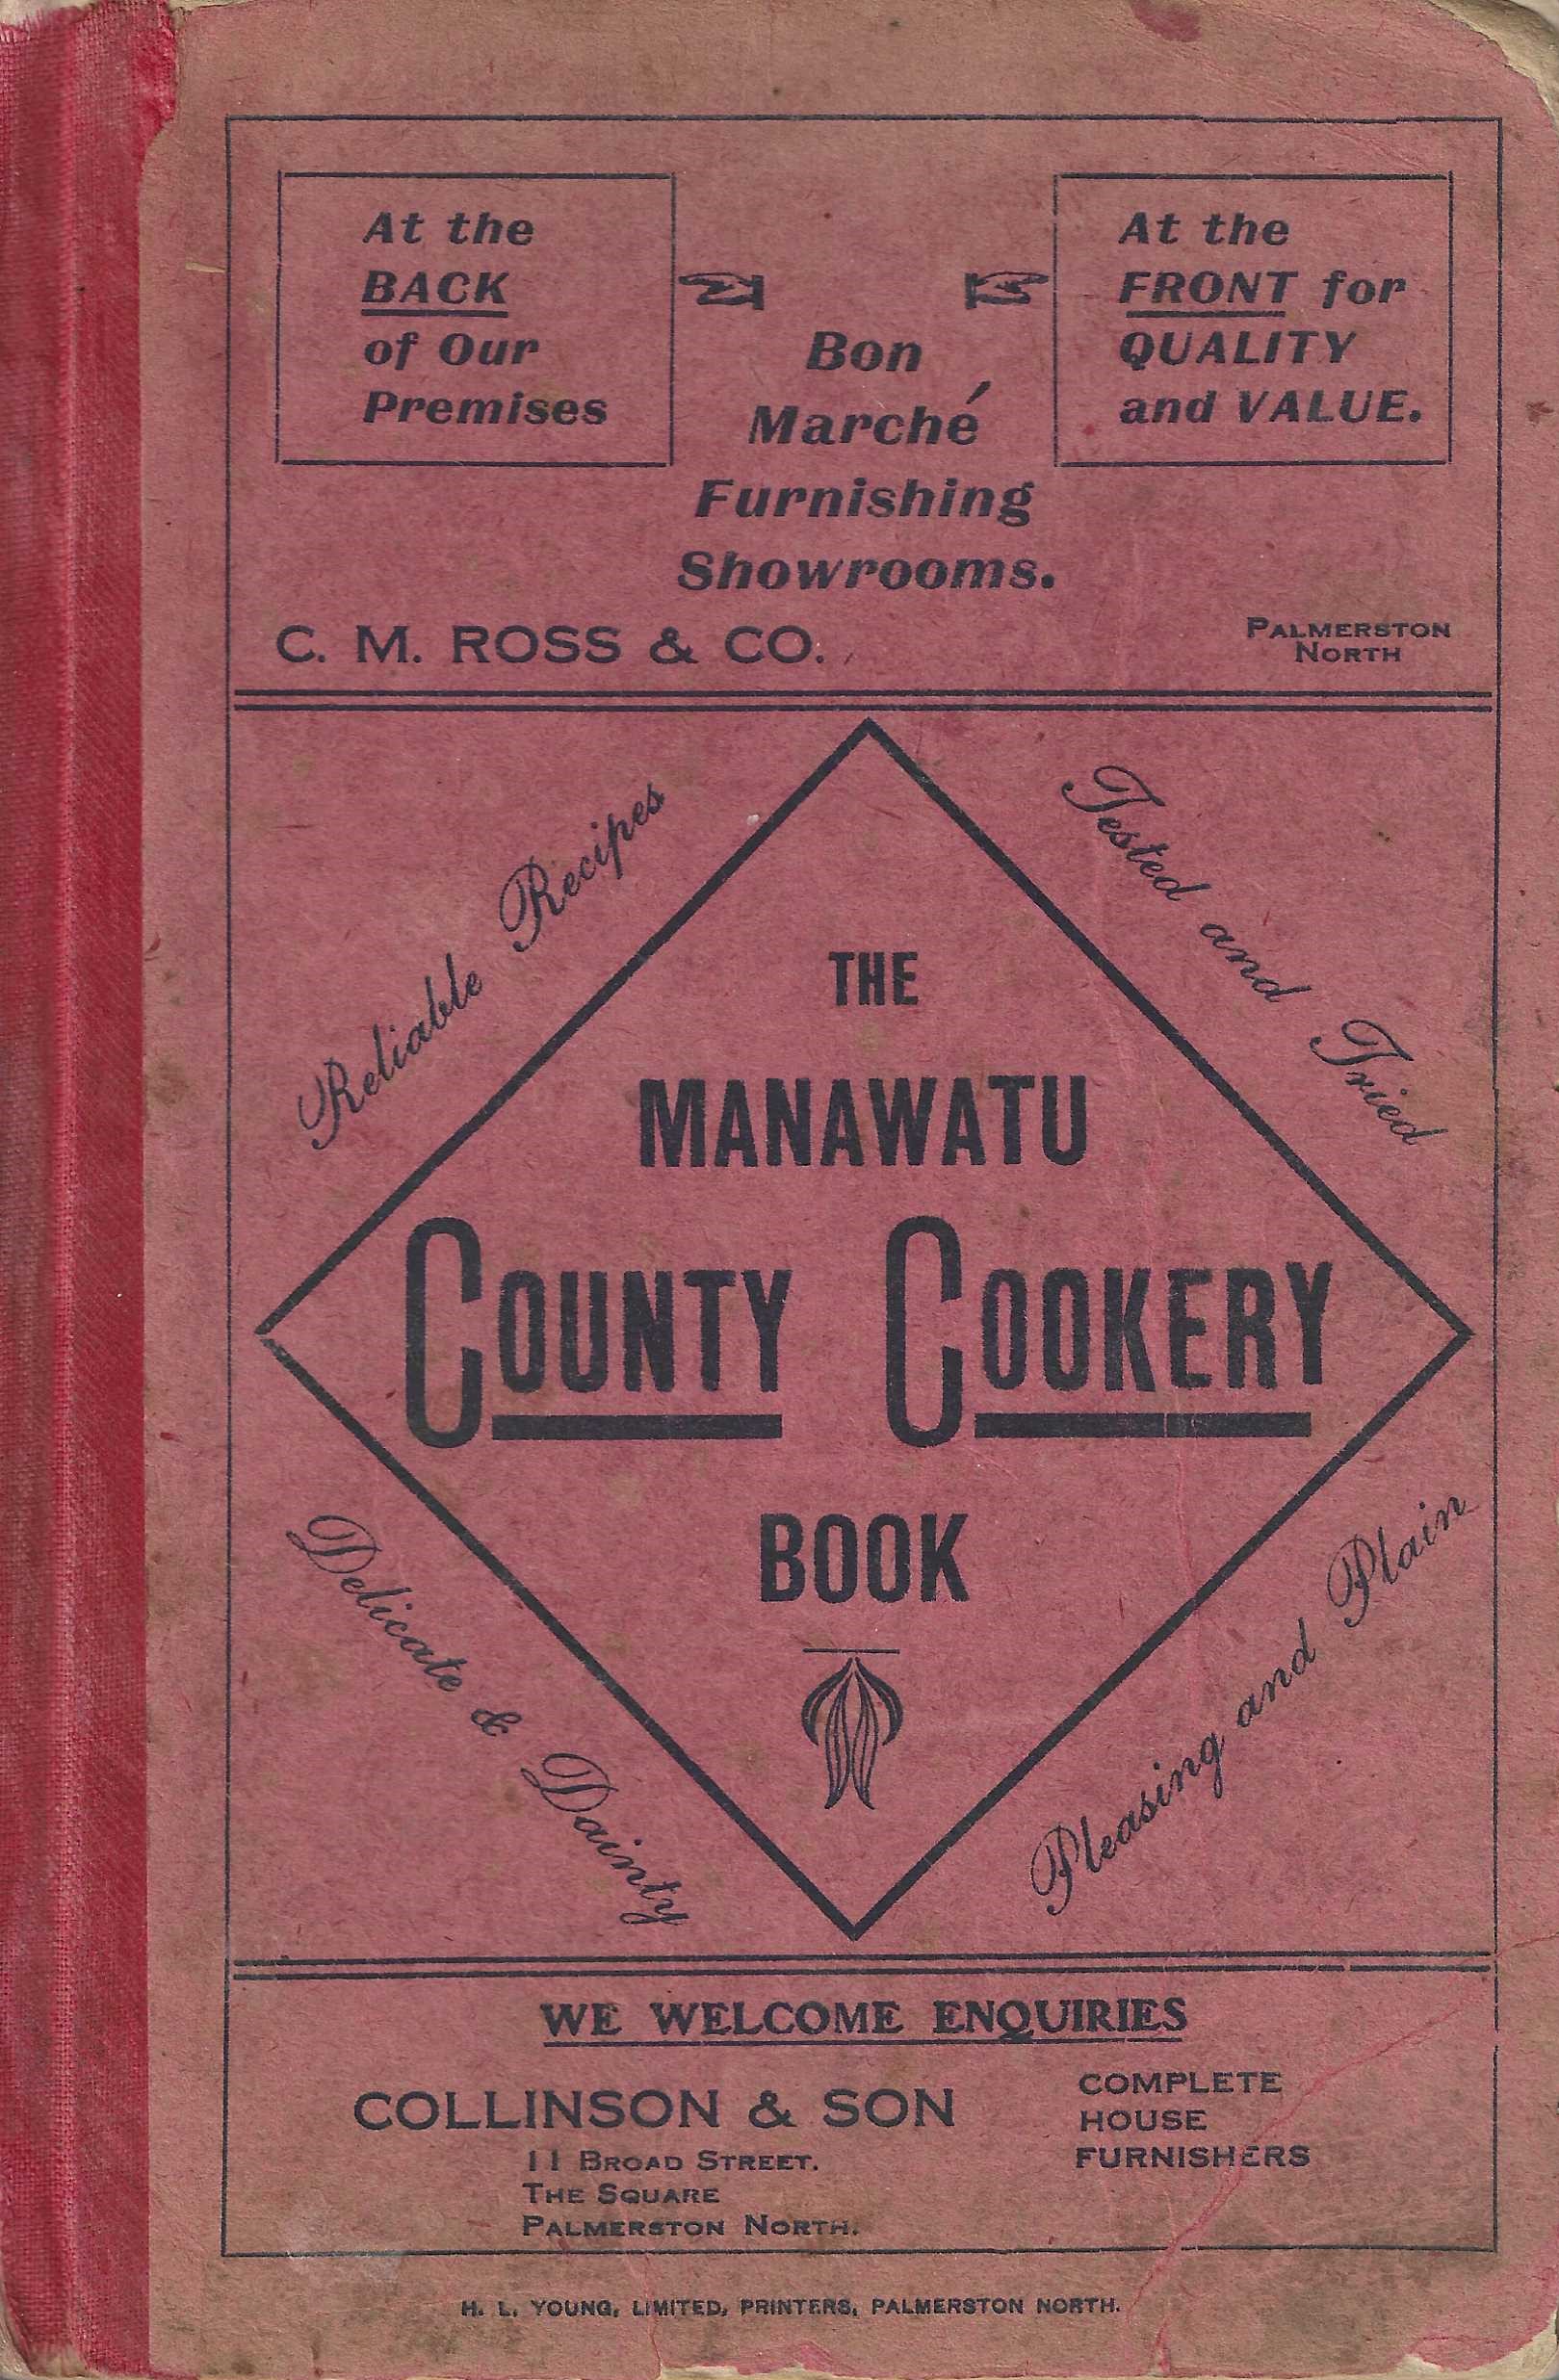 At the
BACK
of Our
Premises
At the
FRONT for
QUALITY
and VALUE.
Bon
Marché
Furnishing
Showrooms.
C. M. ROSS & CO.
PALMERSTON
NORTH
Reliable Recipes
Tested and Tried
THE
MANAWATU
COUNTY COOKERY
BOOK
Delicate & Dainty
Pleasing and Plain
WE WELCOME ENQUIRIES
COLLINSON & SON
11 BROAD STREET.
THE SQUARE
PALMERSTON NORTH.
COMPLETE
HOUSE
FURNISHERS
H. L. YOUNG, LIMITED, PRINTERS, PALMERSTON NORTH.